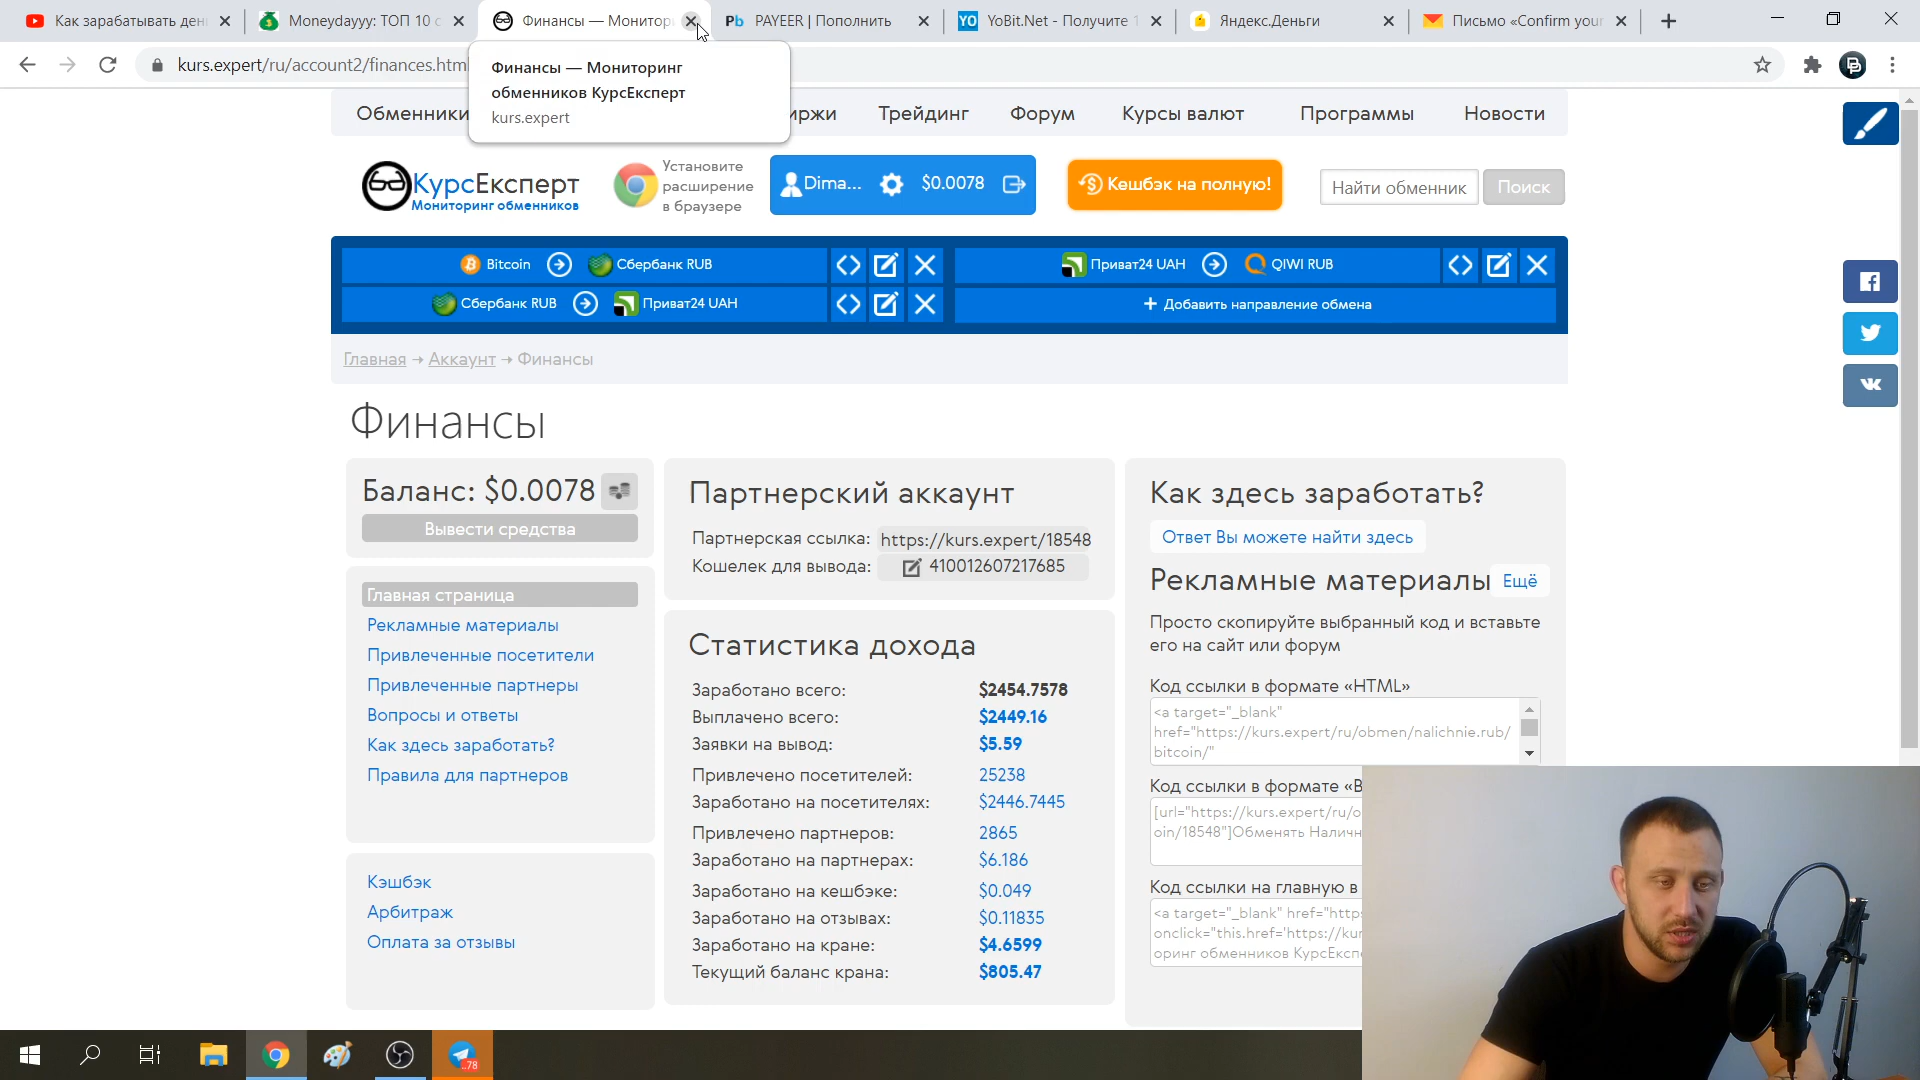 Как зарабатывать ден
Moneydayyy: ТОП 10 с
Финансы — Монитор
PAYEER | Пополнить
YoBit.Net - Получите 1
Яндекс.Деньги
Письмо «Confirm your
kurs.expert/ru/account2/finances.html
Финансы — Мониторинг
обменников КурсЕксперт
kurs.expert
Обменники
иржи
Трейдинг
Форум
Курсы валют
Программы
Новости
КурсЕксперт
Мониторинг обменников
Установите
расширение
в браузере
Dima...
$0.0078
Кешбэк на полную!
Найти обменник
Поиск
Bitcoin
Сбербанк RUB
Приват24 UAH
QIWI RUB
Сбербанк RUB
Приват24 UAH
+ Добавить направление обмена
Главная → Аккаунт → Финансы
Финансы
Баланс: $0.0078
Вывести средства
Главная страница
Рекламные материалы
Привлеченные посетители
Привлеченные партнеры
Вопросы и ответы
Как здесь заработать?
Правила для партнеров
Кэшбэк
Арбитраж
Оплата за отзывы
Партнерский аккаунт
Партнерская ссылка: https://kurs.expert/18548
Кошелек для вывода: 410012607217685
Статистика дохода
Заработано всего: $2454.7578
Выплачено всего: $2449.16
Заявки на вывод: $5.59
Привлечено посетителей: 25238
Заработано на посетителях: $2446.7445
Привлечено партнеров: 2865
Заработано на партнерах: $6.186
Заработано на кешбэке: $0.049
Заработано на отзывах: $0.11835
Заработано на кране: $4.6599
Текущий баланс крана: $805.47
Как здесь заработать?
Ответ Вы можете найти здесь
Рекламные материалы Ещё
Просто скопируйте выбранный код и вставьте
его на сайт или форум
Код ссылки в формате «HTML»
<a target="_blank"
href="https://kurs.expert/ru/obmen/nalichnie.rub/
bitcoin/"
Код ссылки в формате «B
[url="https://kurs.expert/ru/o
oin/18548"]Обменять Наличн
Код ссылки на главную в
<a target="_blank" href="http
onclick="this.href='https://kur
оринг обменников КурсЕксп
78